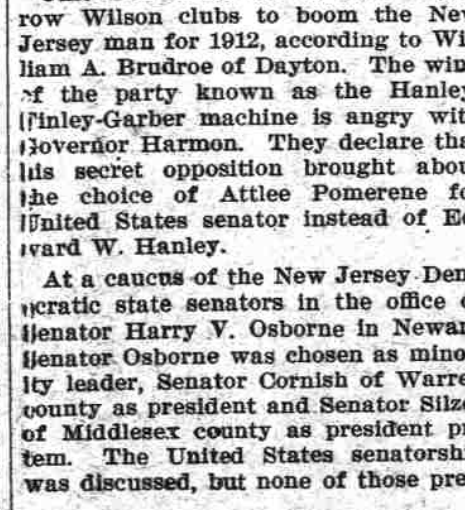 row Wilson clubs to boom the New
Jersey man for 1912, according to Wi
liam A. Brudroe of Dayton. The win
of the party known as the Hanley
Finley-Garber machine is angry wit
Governor Harmon. They declare tha
his secret opposition brought abou
the choice of Attlee Pomerene fo
United States senator instead of Ed
ward W. Hanley.
At a caucus of the New Jersey Dem
ocratic state senators in the office
Senator Harry V. Osborne in Newar
Senator Osborne was chosen as minor
ity leader, Senator Cornish of Warre
county as president and Senator Silze
of Middlesex county as president pr
tem. The United States senatorshi
was discussed, but none of those pre